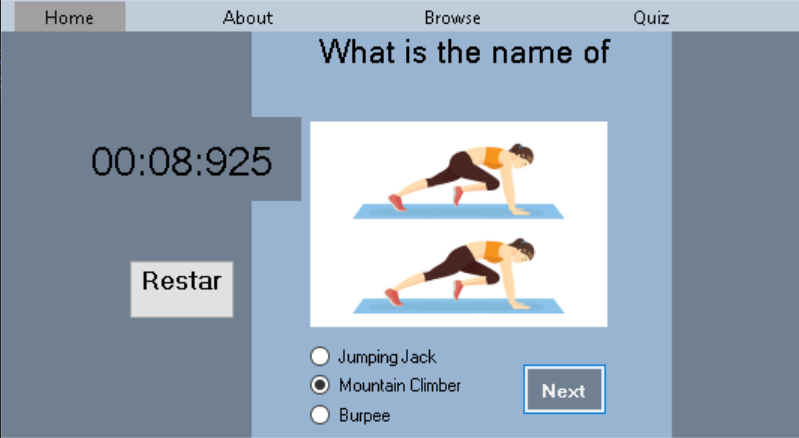 Home About Browse Quiz
What is the name of
00:08:925
Restar
Jumping Jack
Mountain Climber
Burpee
Next